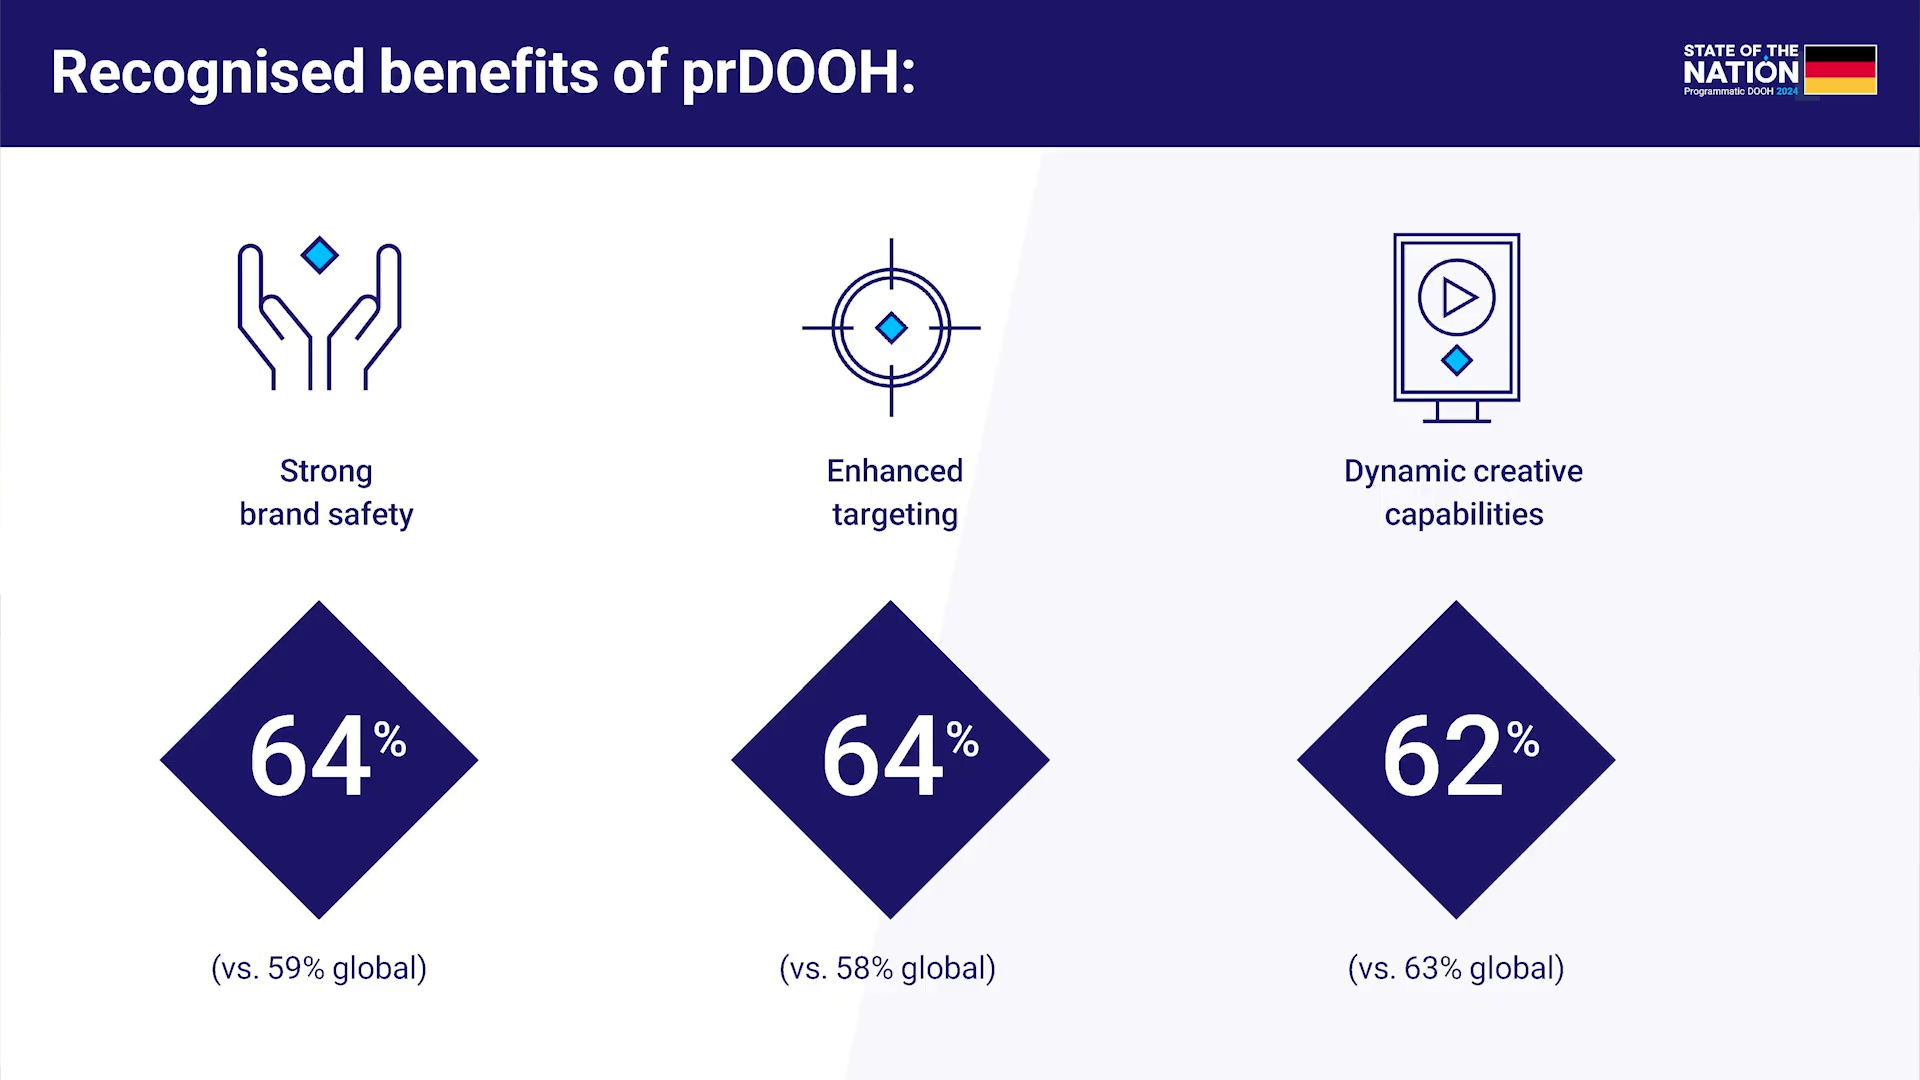 Recognised benefits of prDOOH:
STATE OF THE
NATION
Programmatic DOOH 2024
Strong
brand safety
Enhanced
targeting
Dynamic creative
capabilities
64%
64%
62%
(vs. 59% global)
(vs. 58% global)
(vs. 63% global)